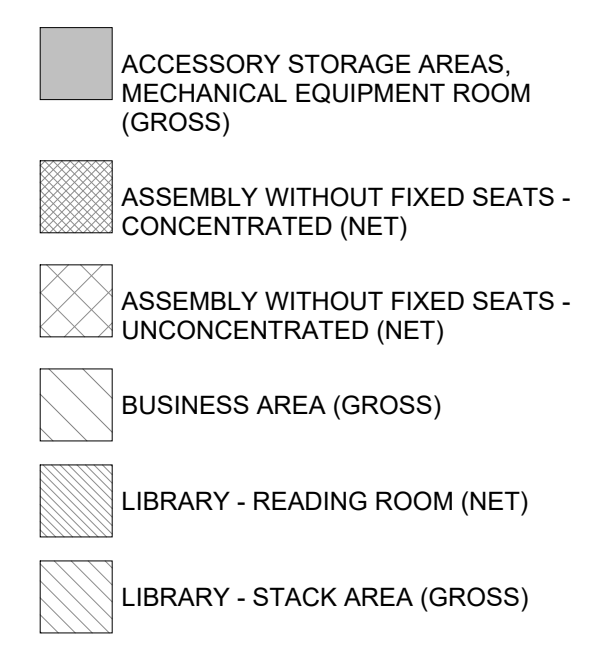 ACCESSORY STORAGE AREAS,
MECHANICAL EQUIPMENT ROOM
(GROSS)
ASSEMBLY WITHOUT FIXED SEATS -
CONCENTRATED (NET)
ASSEMBLY WITHOUT FIXED SEATS -
UNCONCENTRATED (NET)
BUSINESS AREA (GROSS)
LIBRARY - READING ROOM (NET)
LIBRARY - STACK AREA (GROSS)